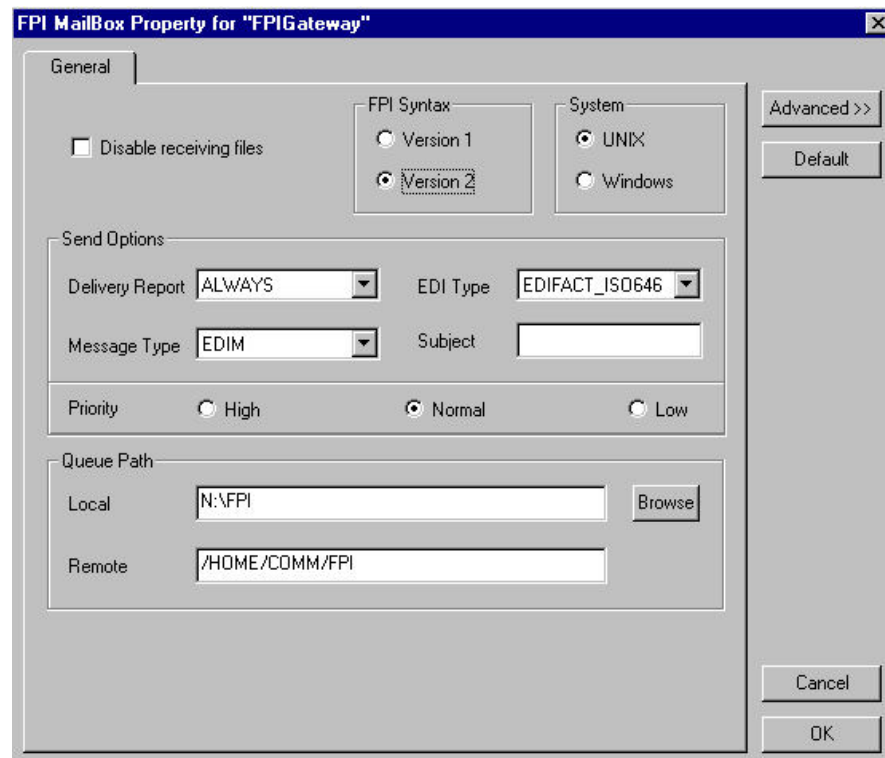 FPI MailBox Property for "FPIGateway"
General
Disable receiving files
FPI Syntax
Version 1
Version 2
System
UNIX
Windows
Advanced >>
Default
Send Options
Delivery Report ALWAYS EDI Type EDIFACT_ISO646
Message Type EDIM Subject
Priority High Normal Low
Queue Path
Local N:\FPI Browse
Remote /HOME/COMM/FPI
Cancel
OK